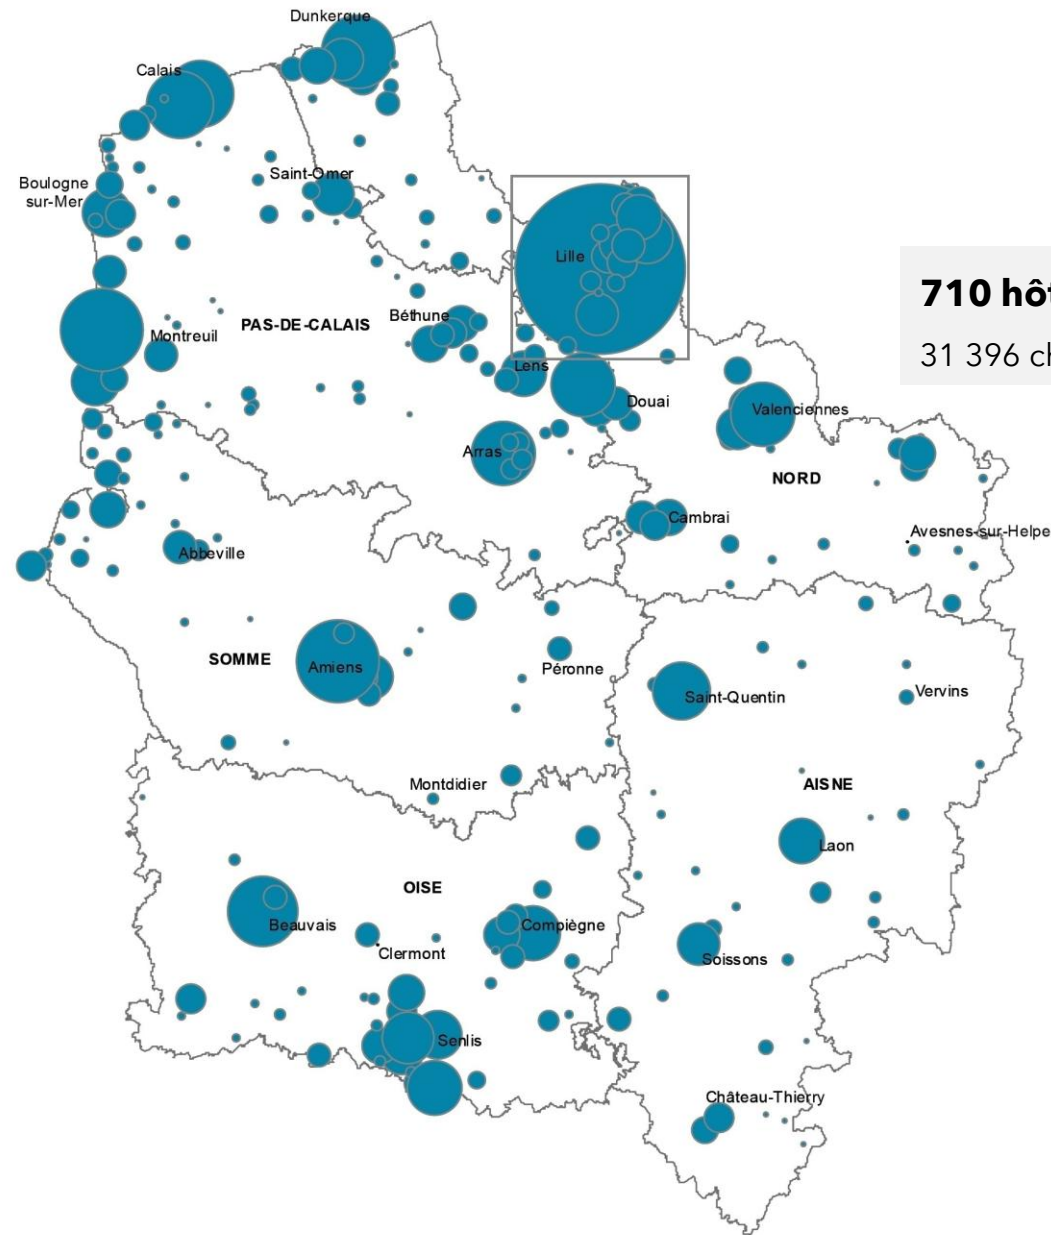 Dunkerque
Calais
Saint-Omer
Boulogne
sur-Mer
Lille
710
31 396
Béthune
PAS-DE-CALAIS
Montreuil
Lens
Douai
Valenciennes
Arras
NORD
Cambrai
Avesnes-sur-Helpe
Abbeville
SOMME
Amiens
Péronne
Saint-Quentin
Vervins
Montdidier
AISNE
Laon
OISE
Beauvais
Compiègne
Clermont
Soissons
Senlis
Château-Thierry